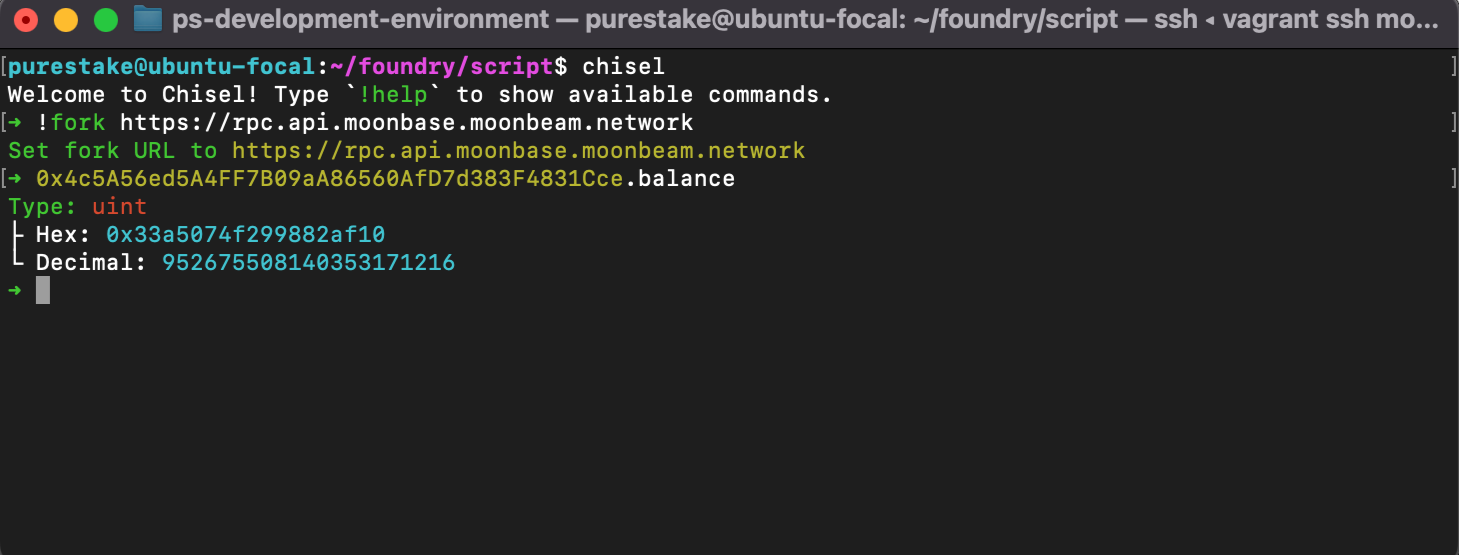 ps-development-environment — purestake@ubuntu-focal: ~/foundry/script — ssh ◂ vagrant ssh mo...
[purestake@ubuntu-focal:~/foundry/script$ chisel ]
Welcome to Chisel! Type `!help` to show available commands.
[➜ !fork https://rpc.api.moonbase.moonbeam.network ]
Set fork URL to https://rpc.api.moonbase.moonbeam.network
[➜ 0x4c5A56ed5A4FF7B09aA86560AfD7d383F4831Cce.balance ]
Type: uint
├ Hex: 0x33a5074f299882af10
└ Decimal: 952675508140353171216
➜